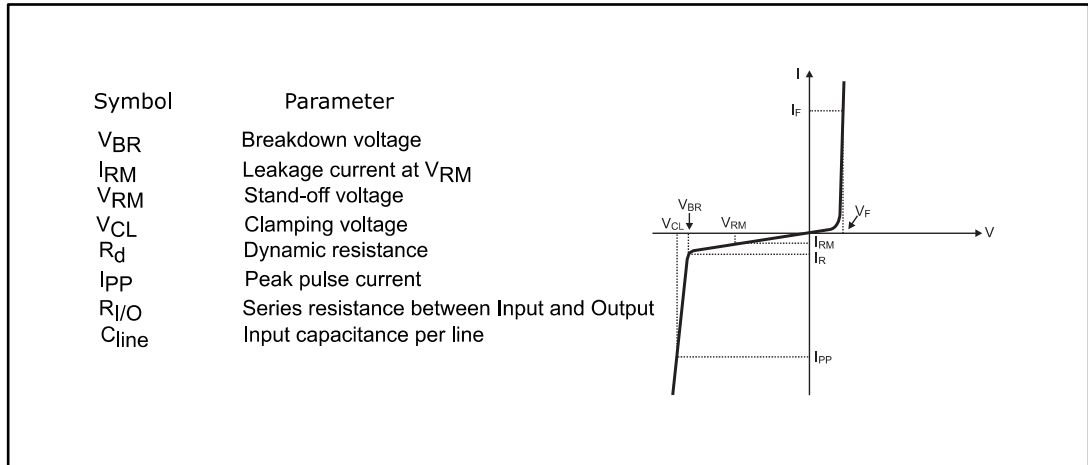 Symbol Parameter
VBR Breakdown voltage
IRM Leakage current at VRM
VRM Stand-off voltage
VCL Clamping voltage
Rd Dynamic resistance
IPP Peak pulse current
RI/O Series resistance between Input and Output
Cline Input capacitance per line
I
IF
VBR
VCL VRM VF
V
IRM
IR
IPP